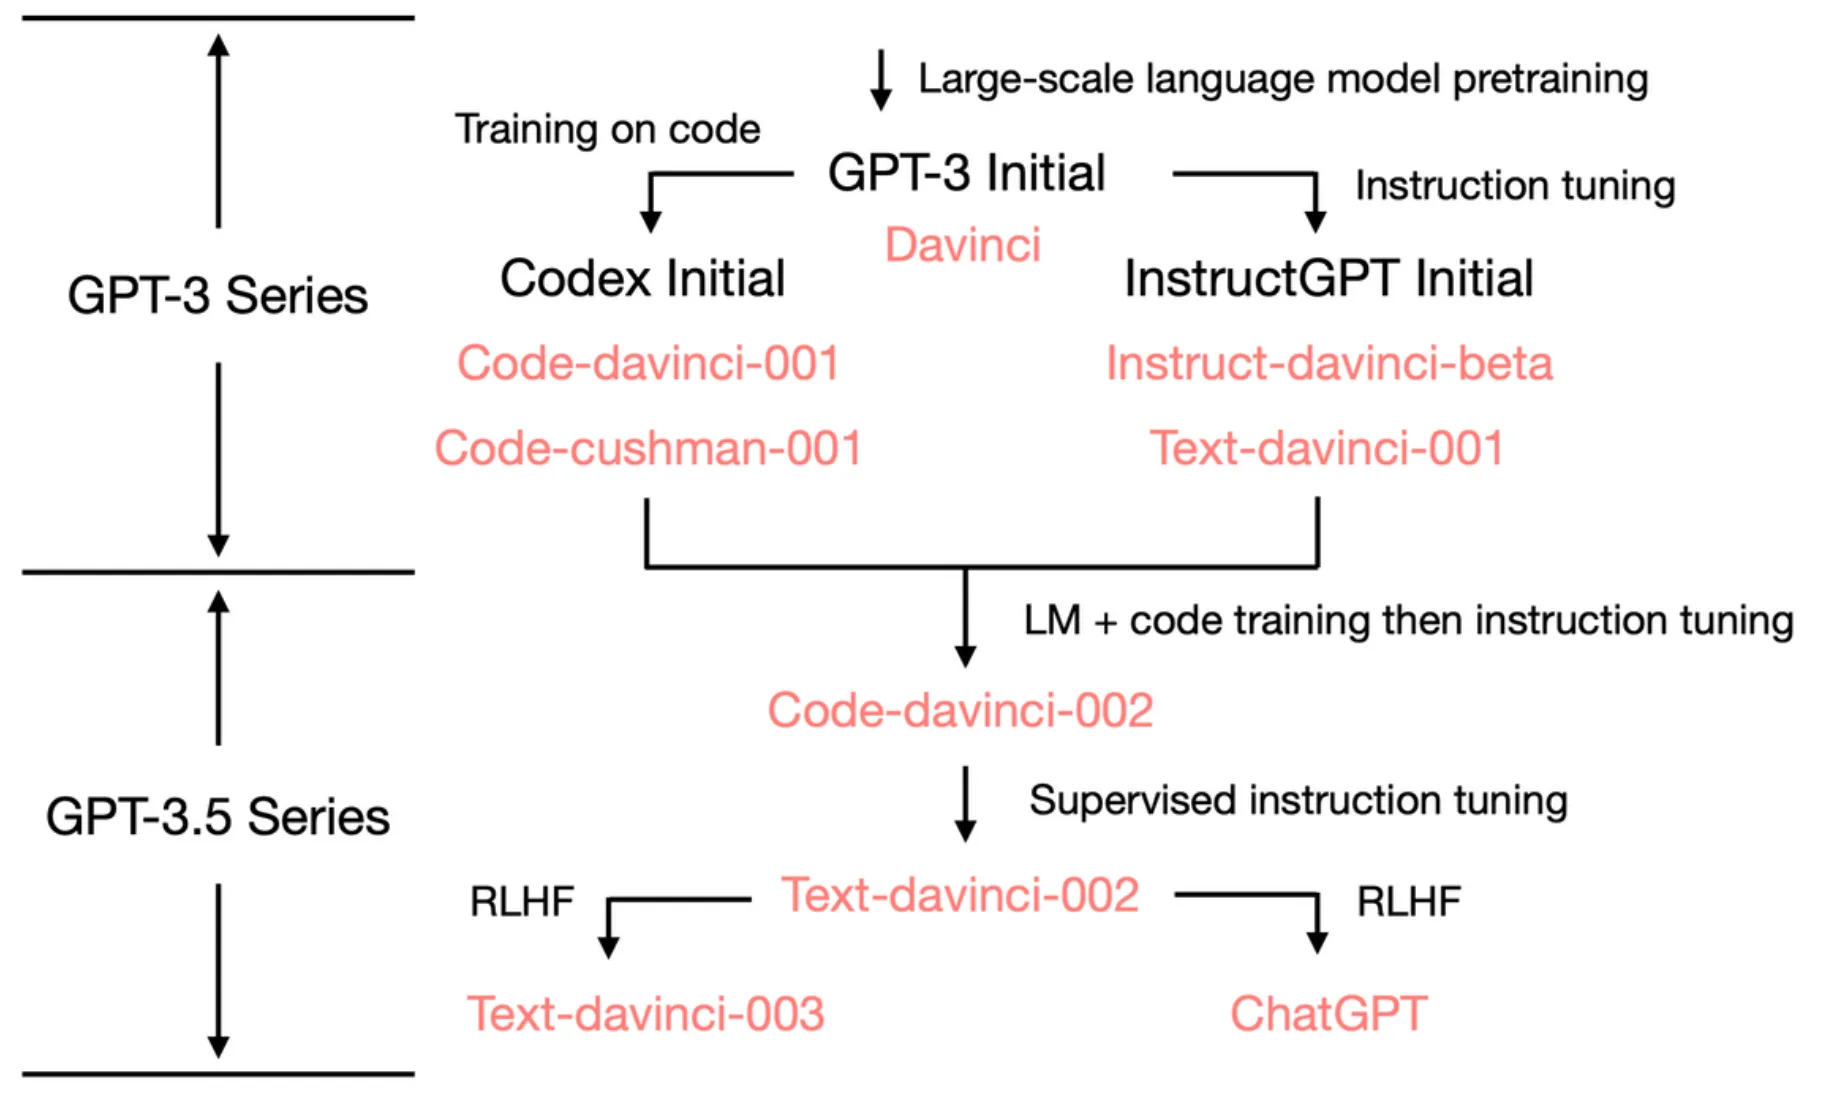 Large-scale language model pretraining
Training on code
GPT-3 Initial
Instruction tuning
Davinci
Codex Initial
InstructGPT Initial
GPT-3 Series
Code-davinci-001
Instruct-davinci-beta
Code-cushman-001
Text-davinci-001
LM + code training then instruction tuning
Code-davinci-002
Supervised instruction tuning
GPT-3.5 Series
RLHF
Text-davinci-002
RLHF
Text-davinci-003
ChatGPT